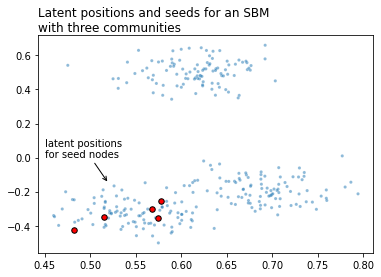 Latent positions and seeds for an SBM
with three communities
0.6
0.4
0.2
0.0
−0.2
−0.4
latent positions
for seed nodes
0.45 0.50 0.55 0.60 0.65 0.70 0.75 0.80